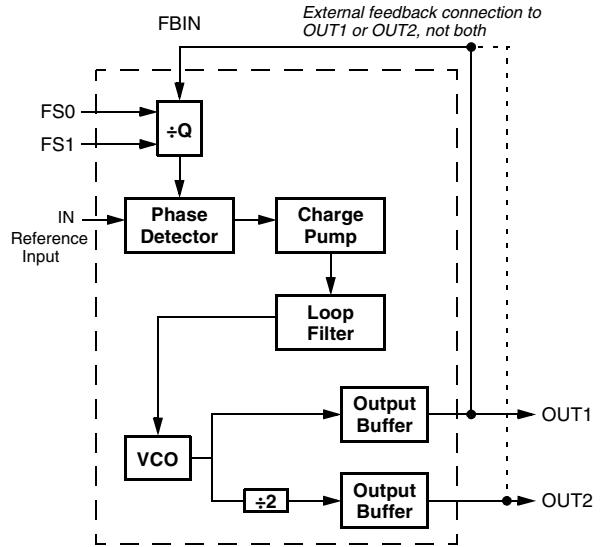 External feedback connection to
OUT1 or OUT2, not both
FBIN
FS0
FS1
÷Q
IN
Reference
Input
Phase
Detector
Charge
Pump
Loop
Filter
VCO
Output
Buffer
OUT1
÷2
Output
Buffer
OUT2